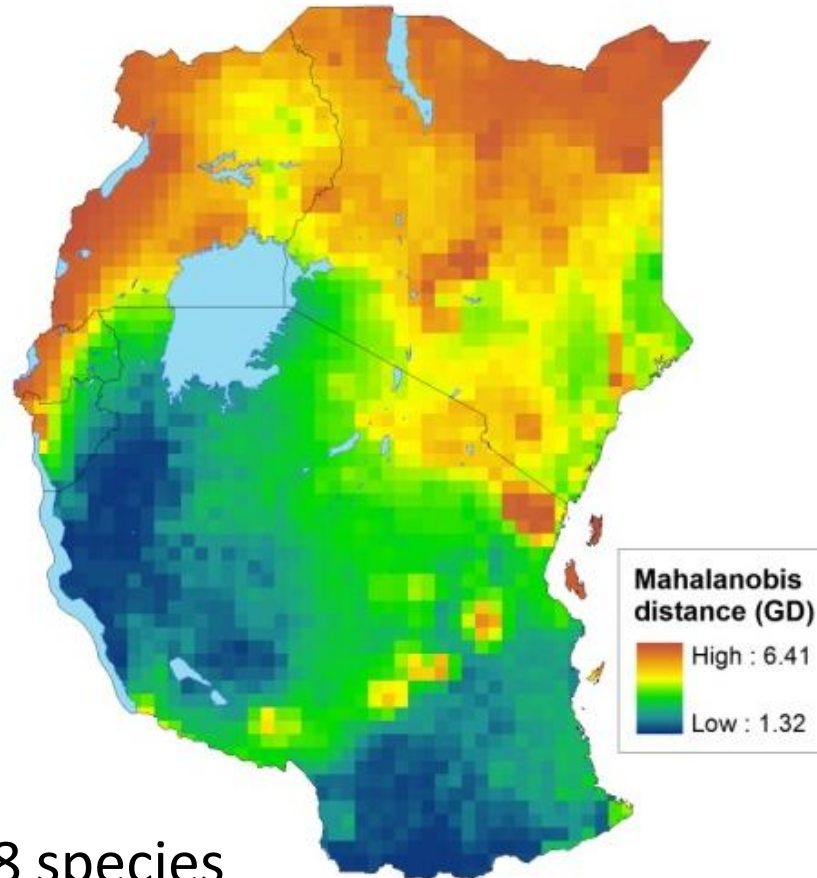 Mahalanobis
distance (GD)
High : 6.41
Low : 1.32
8 species